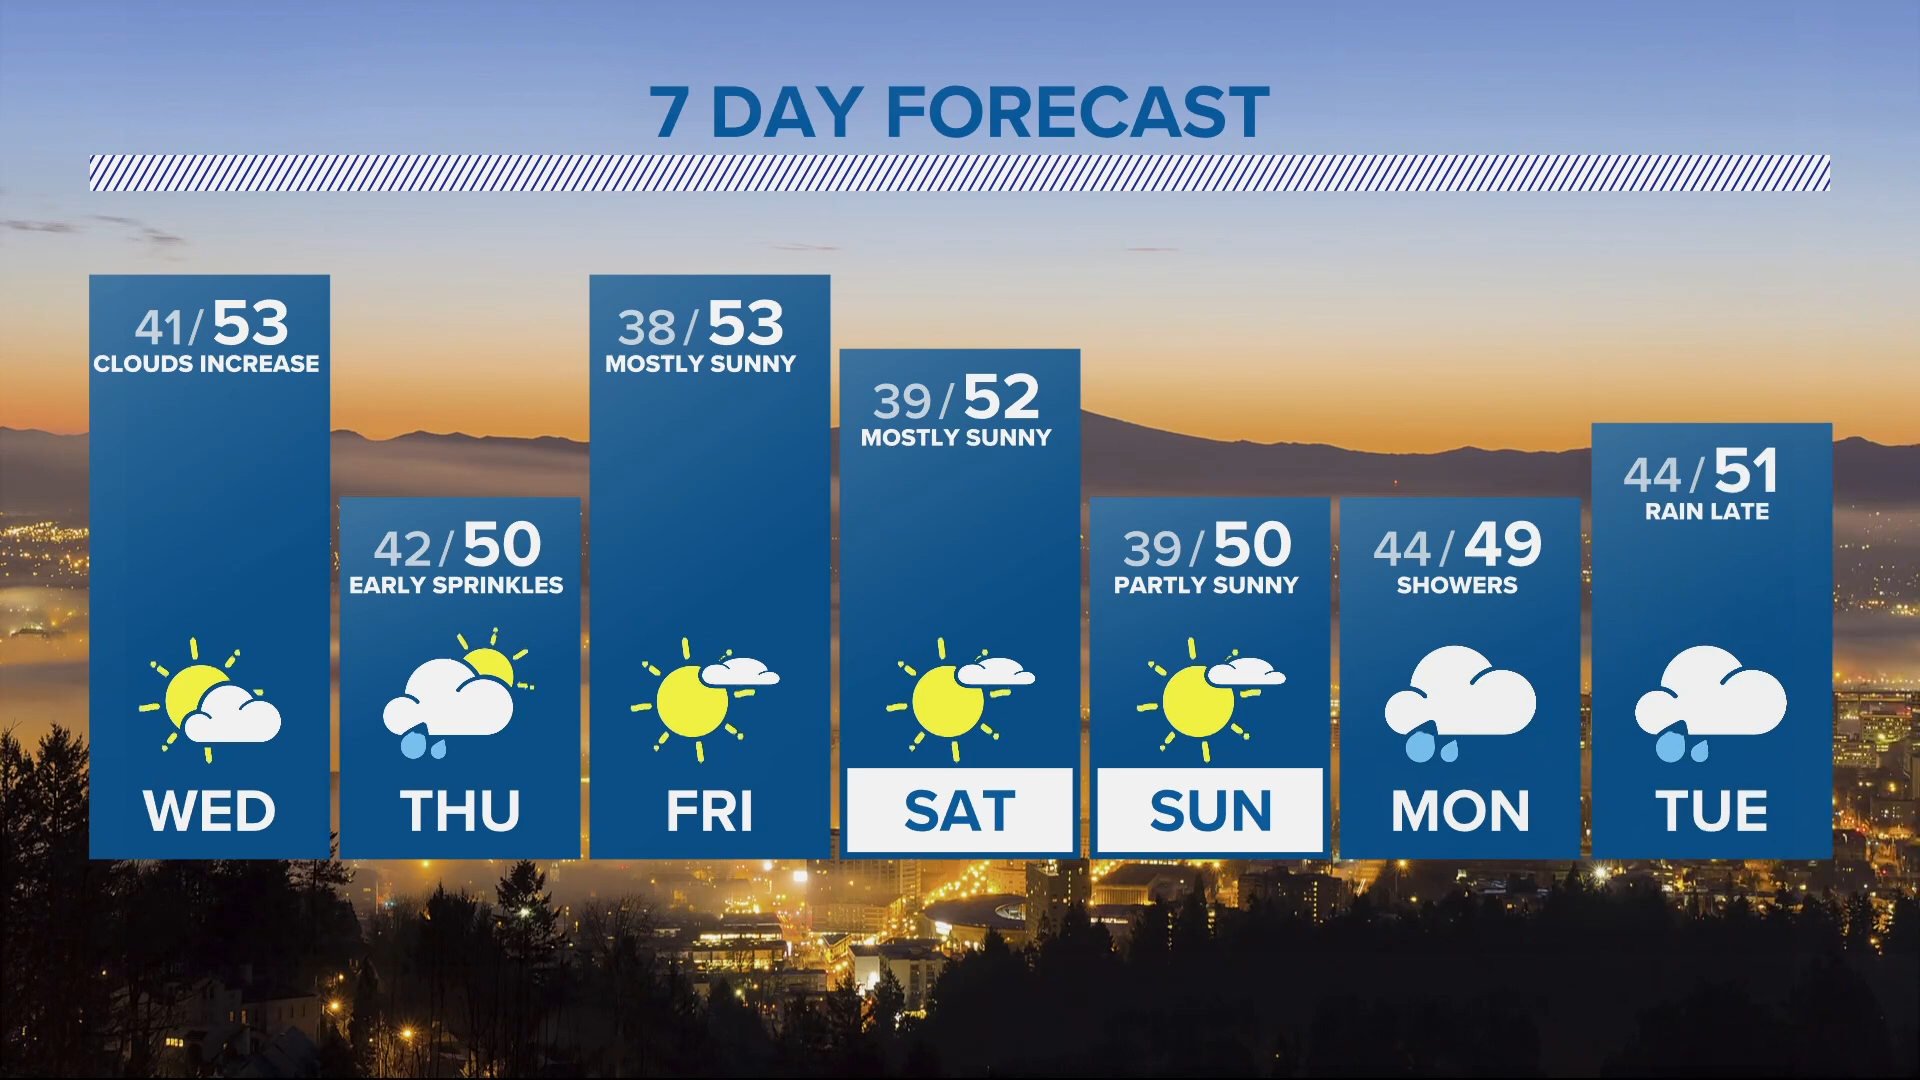 7 DAY FORECAST
41/53
CLOUDS INCREASE
WED
42/50
EARLY SPRINKLES
THU
38/53
MOSTLY SUNNY
FRI
39/52
MOSTLY SUNNY
SAT
39/50
PARTLY SUNNY
SUN
44/49
SHOWERS
MON
44/51
RAIN LATE
TUE